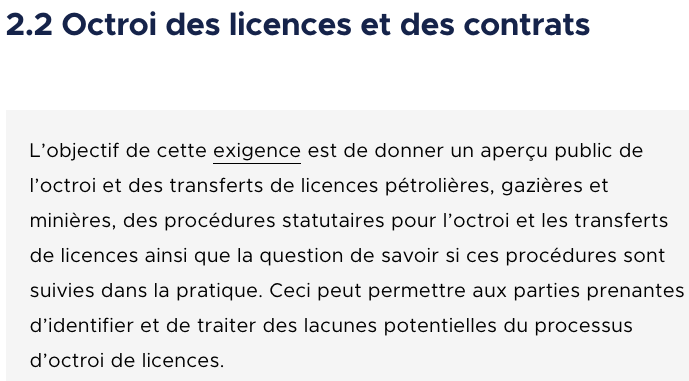 2.2 Octroi des licences et des contrats
L’objectif de cette exigence est de donner un aperçu public de
l’octroi et des transferts de licences pétrolières, gazières et
minières, des procédures statutaires pour l’octroi et les transferts
de licences ainsi que la question de savoir si ces procédures sont
suivies dans la pratique. Ceci peut permettre aux parties prenantes
d’identifier et de traiter des lacunes potentielles du processus
d’octroi de licences.